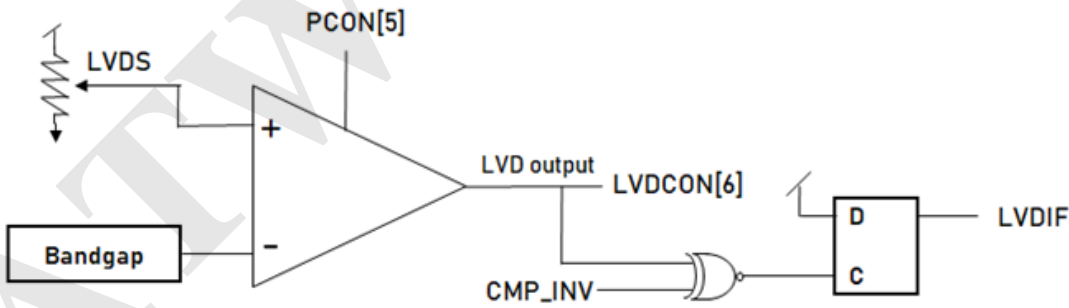 PCON[5]
LVDS
+
LVD output
LVDCON[6]
D
LVDIF
-
Bandgap
C
CMP_INV